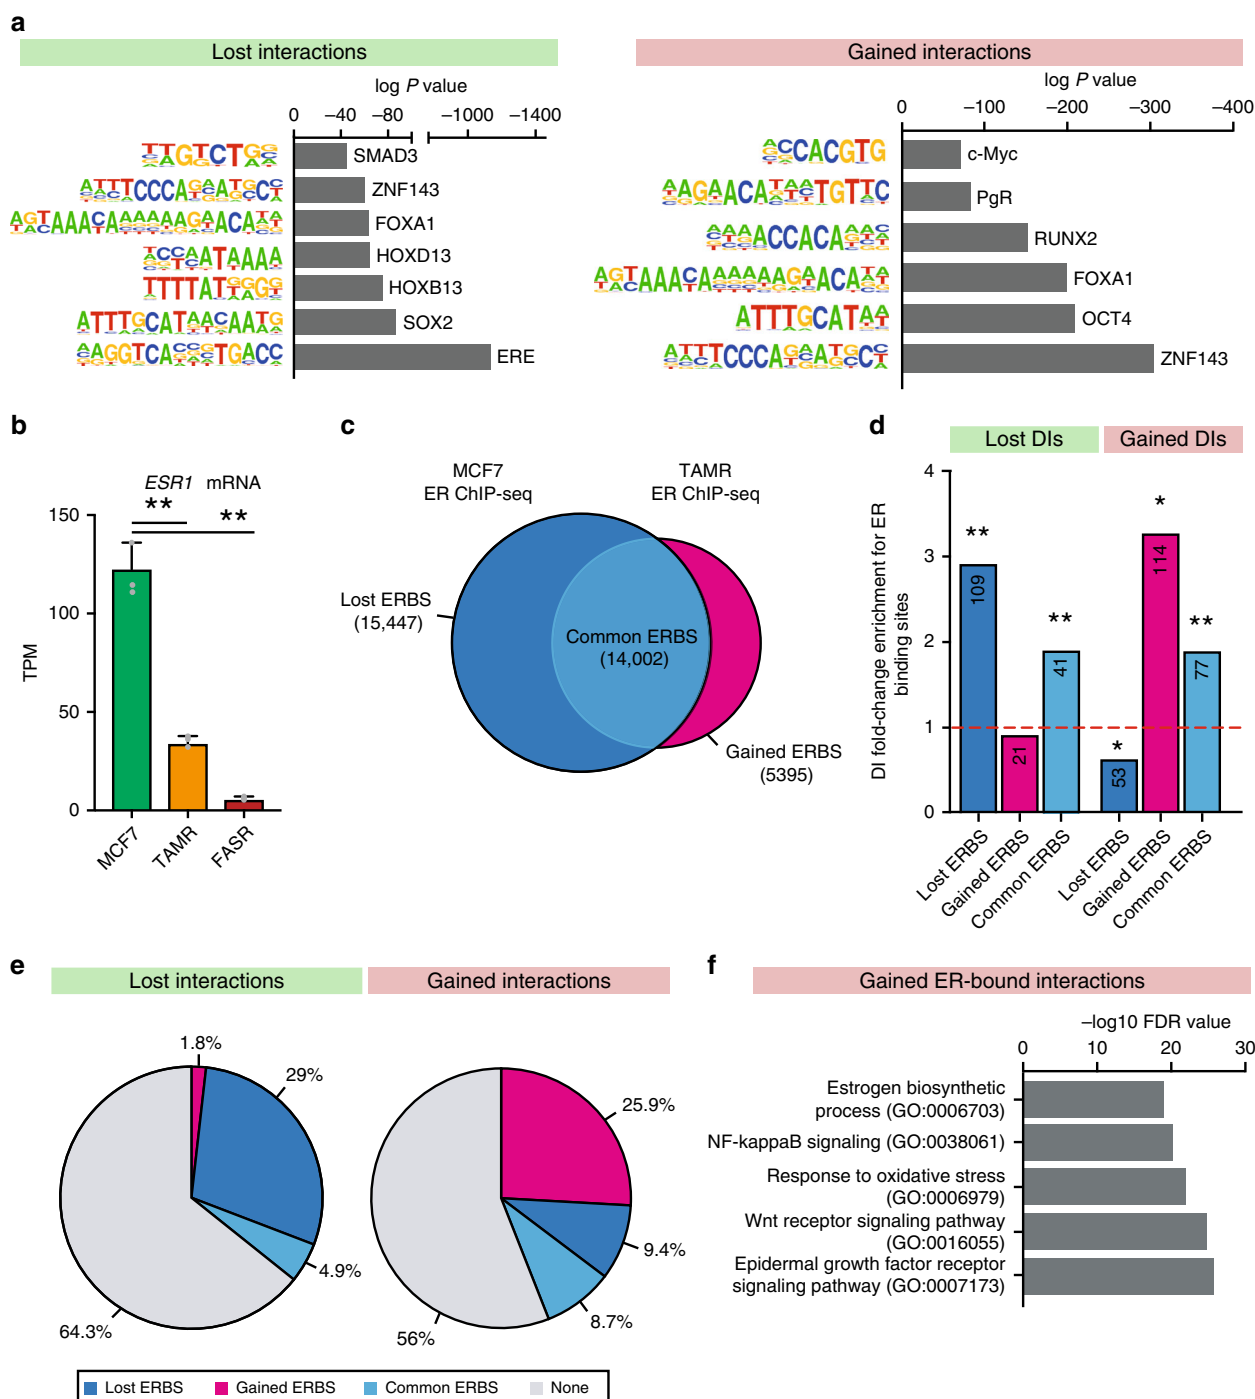 a
Lost interactions
log P value
0 –40 –80 –1000 –1400
SMAD3
ZNF143
FOXA1
HOXD13
HOXB13
SOX2
ERE
Gained interactions
log P value
0 –100 –200 –300 –400
c-Myc
PgR
RUNX2
FOXA1
OCT4
ZNF143
b
ESR1 mRNA
**
**
TPM
150
100
50
0
MCF7
TAMR
FASR
c
MCF7
ER ChIP-seq
TAMR
ER ChIP-seq
Lost ERBS
(15,447)
Common ERBS
(14,002)
Gained ERBS
(5395)
d
Lost DIs
Gained DIs
DI fold-change enrichment for ER
binding sites
4
3
2
1
0
**
109
21
**
41
*
53
*
114
**
77
Lost ERBS
Gained ERBS
Common ERBS
Lost ERBS
Gained ERBS
Common ERBS
e
Lost interactions
1.8%
29%
4.9%
64.3%
Gained interactions
25.9%
9.4%
8.7%
56%
Lost ERBS Gained ERBS Common ERBS None
f
Gained ER-bound interactions
–log10 FDR value
0 10 20 30
Estrogen biosynthetic
process (GO:0006703)
NF-kappaB signaling (GO:0038061)
Response to oxidative stress
(GO:0006979)
Wnt receptor signaling pathway
(GO:0016055)
Epidermal growth factor receptor
signaling pathway (GO:0007173)